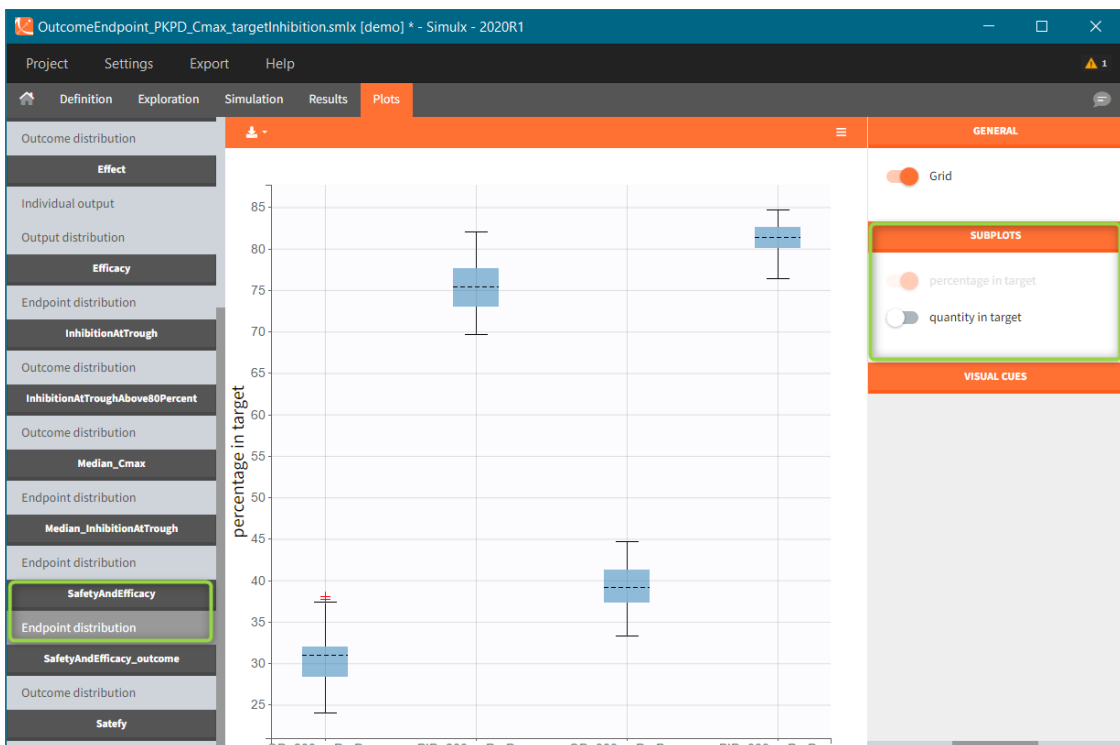 OutcomeEndpoint_PKPD_Cmax_targetInhibition.smlx [demo] * - Simulx - 2020R1
Project Settings Export Help
1
Definition Exploration Simulation Results Plots
Outcome distribution
Effect
Individual output
Output distribution
Efficacy
Endpoint distribution
InhibitionAtTrough
Outcome distribution
InhibitionAtTroughAbove80Percent
Outcome distribution
Median_Cmax
Endpoint distribution
Median_InhibitionAtTrough
Endpoint distribution
SafetyAndEfficacy
Endpoint distribution
SafetyAndEfficacy_outcome
Outcome distribution
Satefy
percentage in target
85
80
75
70
65
60
55
50
45
40
35
30
25
GENERAL
Grid
SUBPLOTS
percentage in target
quantity in target
VISUAL CUES